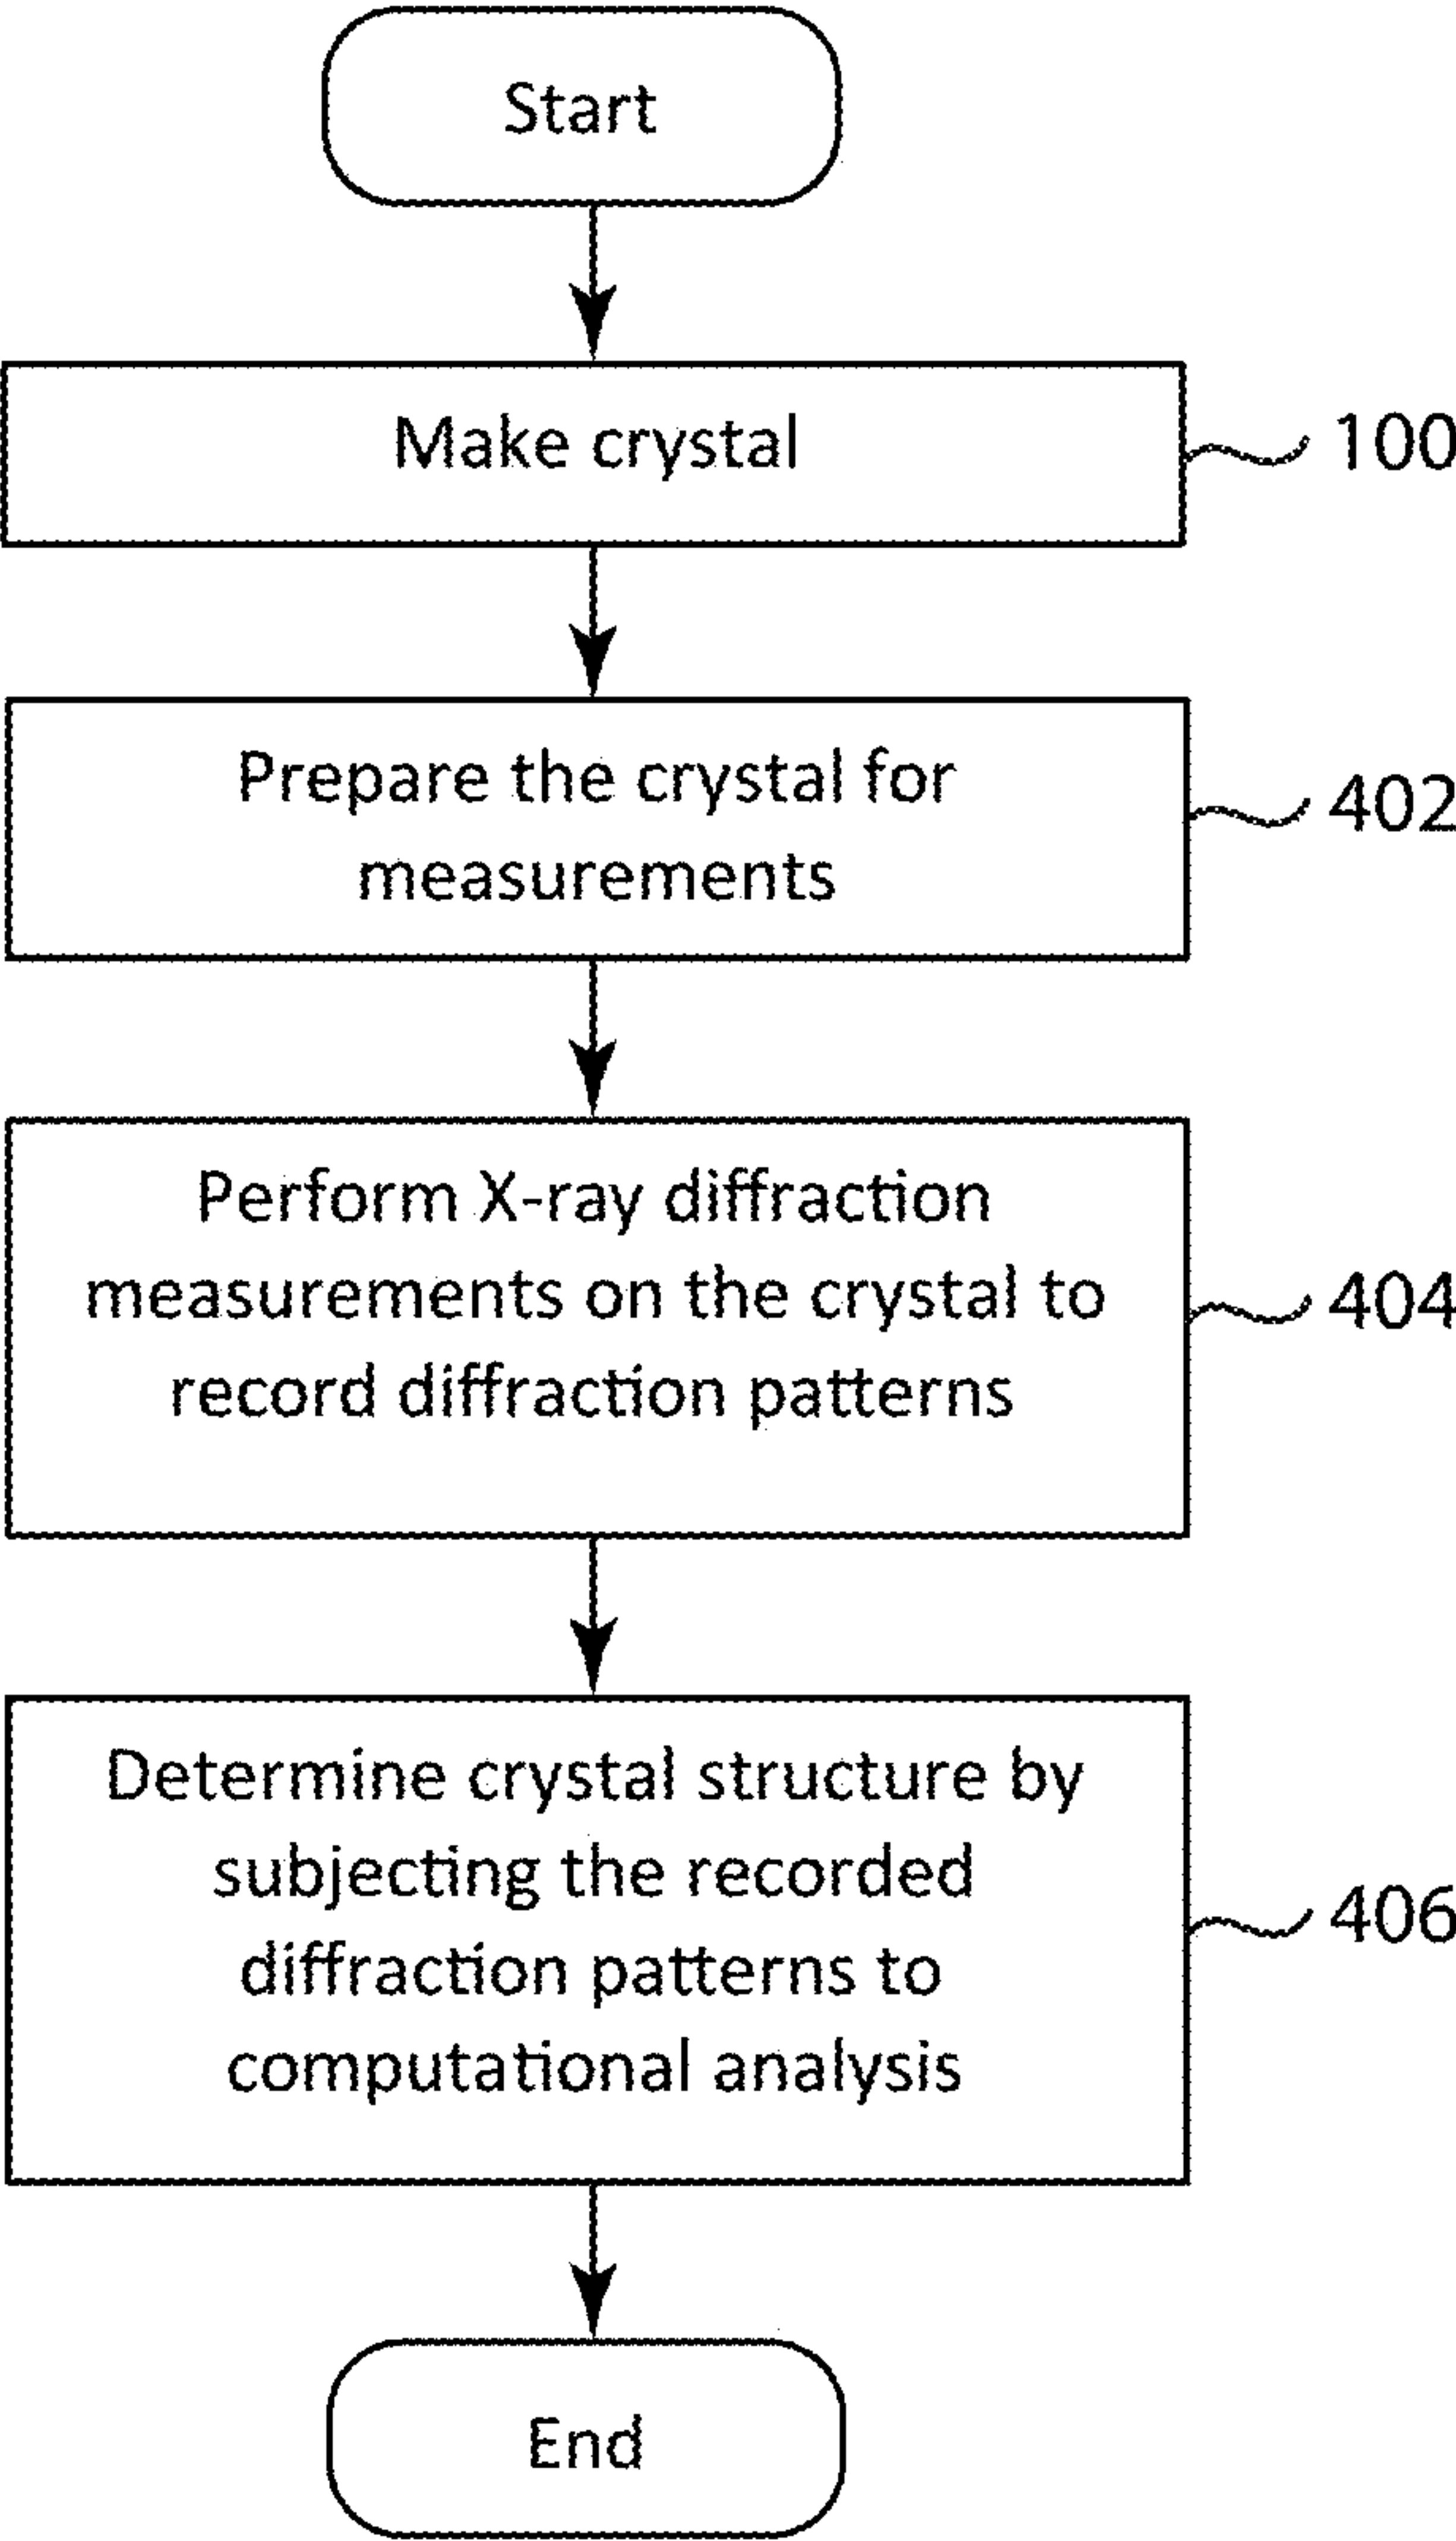 Start
Make crystal
100
Prepare the crystal for
measurements
402
Perform X-ray diffraction
measurements on the crystal to
record diffraction patterns
404
Determine crystal structure by
subjecting the recorded
diffraction patterns to
computational analysis
406
End